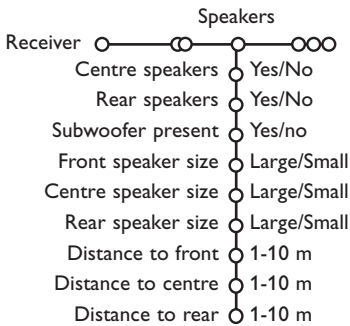 Speakers
Receiver
Centre speakers Yes/No
Rear speakers Yes/No
Subwoofer present Yes/no
Front speaker size Large/Small
Centre speaker size Large/Small
Rear speaker size Large/Small
Distance to front 1-10 m
Distance to centre 1-10 m
Distance to rear 1-10 m